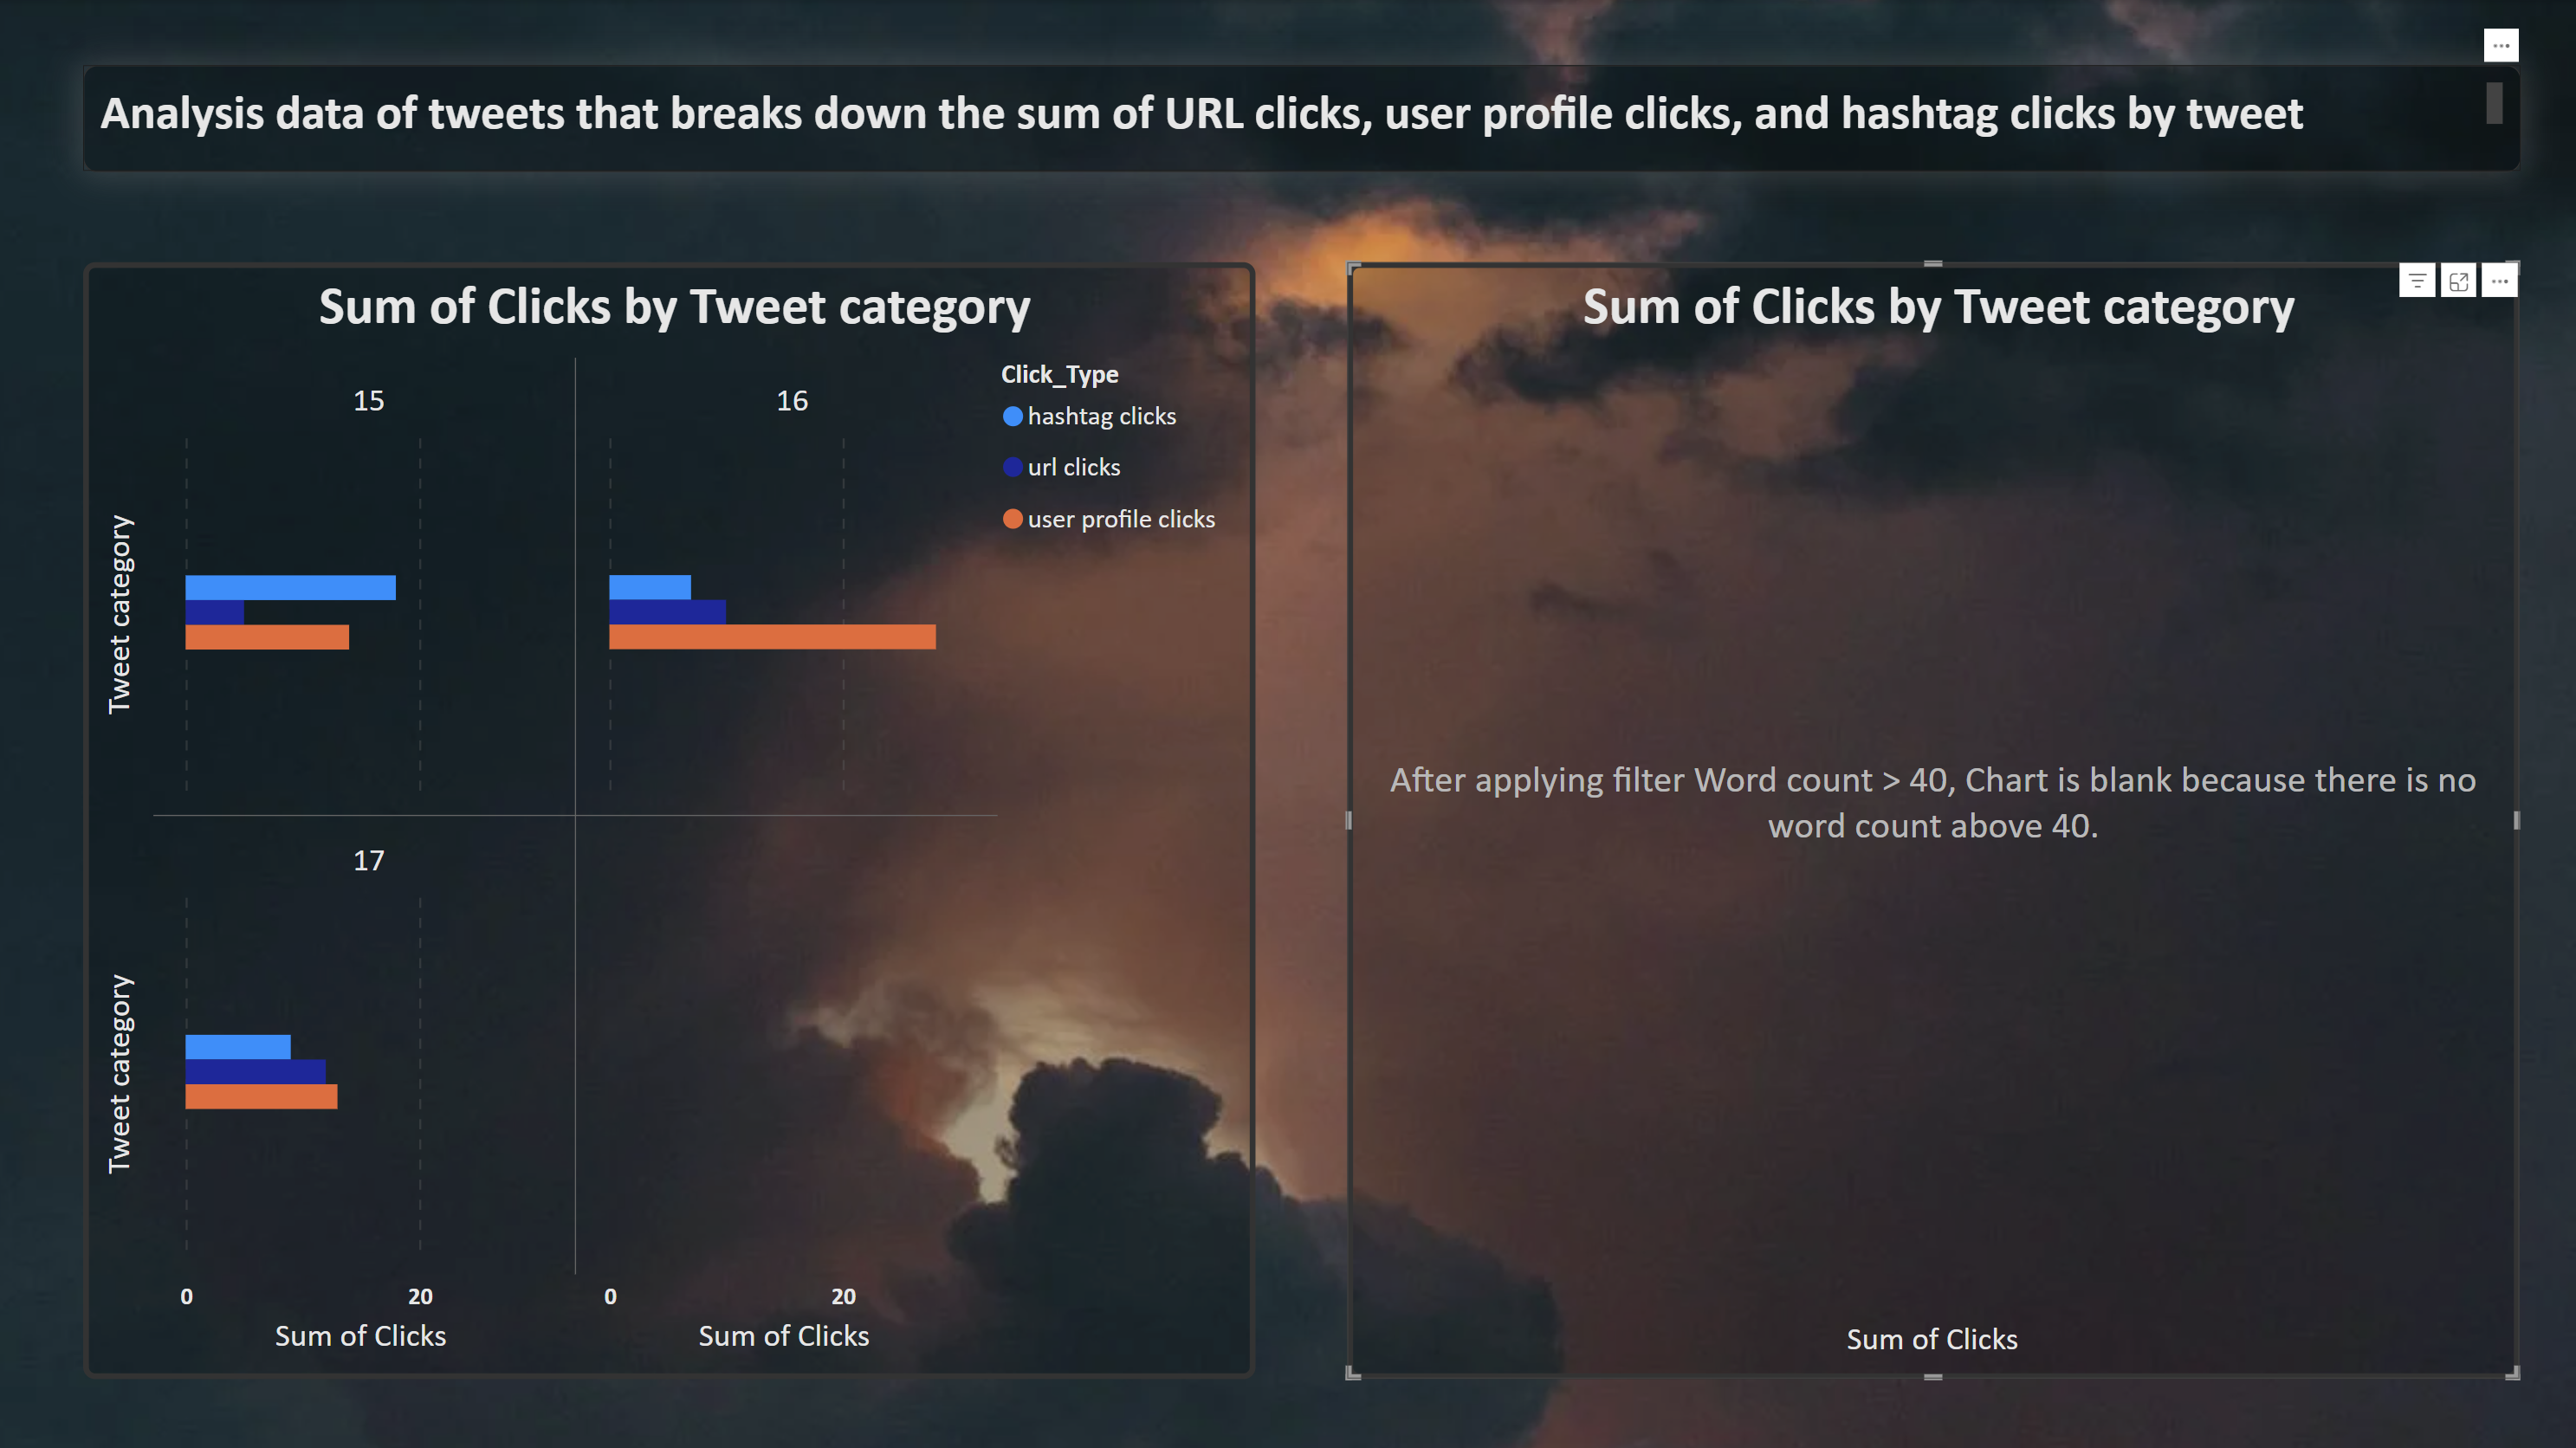 Analysis data of tweets that breaks down the sum of URL clicks, user profile clicks, and hashtag clicks by tweet
Sum of Clicks by Tweet category
Click_Type
hashtag clicks
url clicks
user profile clicks
15
16
Tweet category
17
Tweet category
0
20
0
20
Sum of Clicks
Sum of Clicks
Sum of Clicks by Tweet category
After applying filter Word count > 40, Chart is blank because there is no
word count above 40.
Sum of Clicks